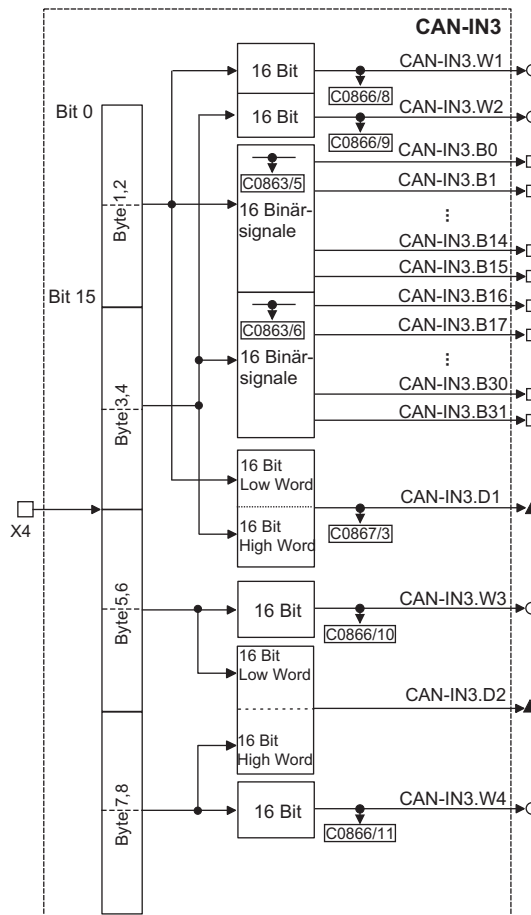 CAN-IN3
16 Bit
CAN-IN3.W1
C0866/8
Bit 0
16 Bit
CAN-IN3.W2
C0866/9
CAN-IN3.B0
C0863/5
CAN-IN3.B1
Byte 1,2
16 Binär-
signale
...
CAN-IN3.B14
CAN-IN3.B15
Bit 15
CAN-IN3.B16
C0863/6
CAN-IN3.B17
16 Binär-
signale
...
Byte 3,4
CAN-IN3.B30
CAN-IN3.B31
16 Bit
Low Word
CAN-IN3.D1
X4
16 Bit
High Word
C0867/3
Byte 5,6
16 Bit
CAN-IN3.W3
C0866/10
16 Bit
Low Word
CAN-IN3.D2
16 Bit
High Word
Byte 7,8
16 Bit
CAN-IN3.W4
C0866/11